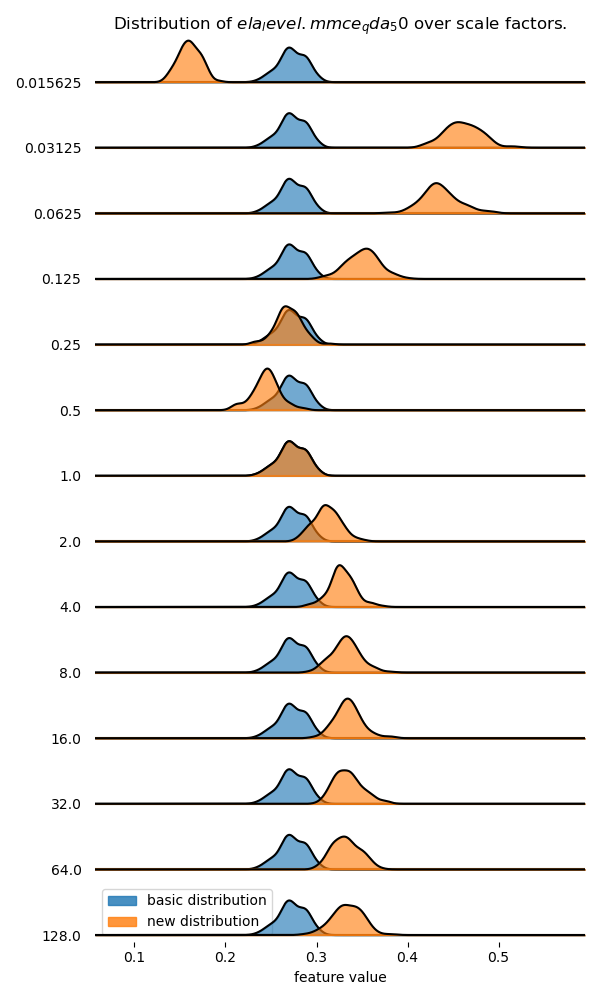 Distribution of elaₗevel.mmce_qda₅0 over scale factors.
0.015625
0.03125
0.0625
0.125
0.25
0.5
1.0
2.0
4.0
8.0
16.0
32.0
64.0
basic distribution
new distribution
128.0
0.1 0.2 0.3 0.4 0.5
feature value